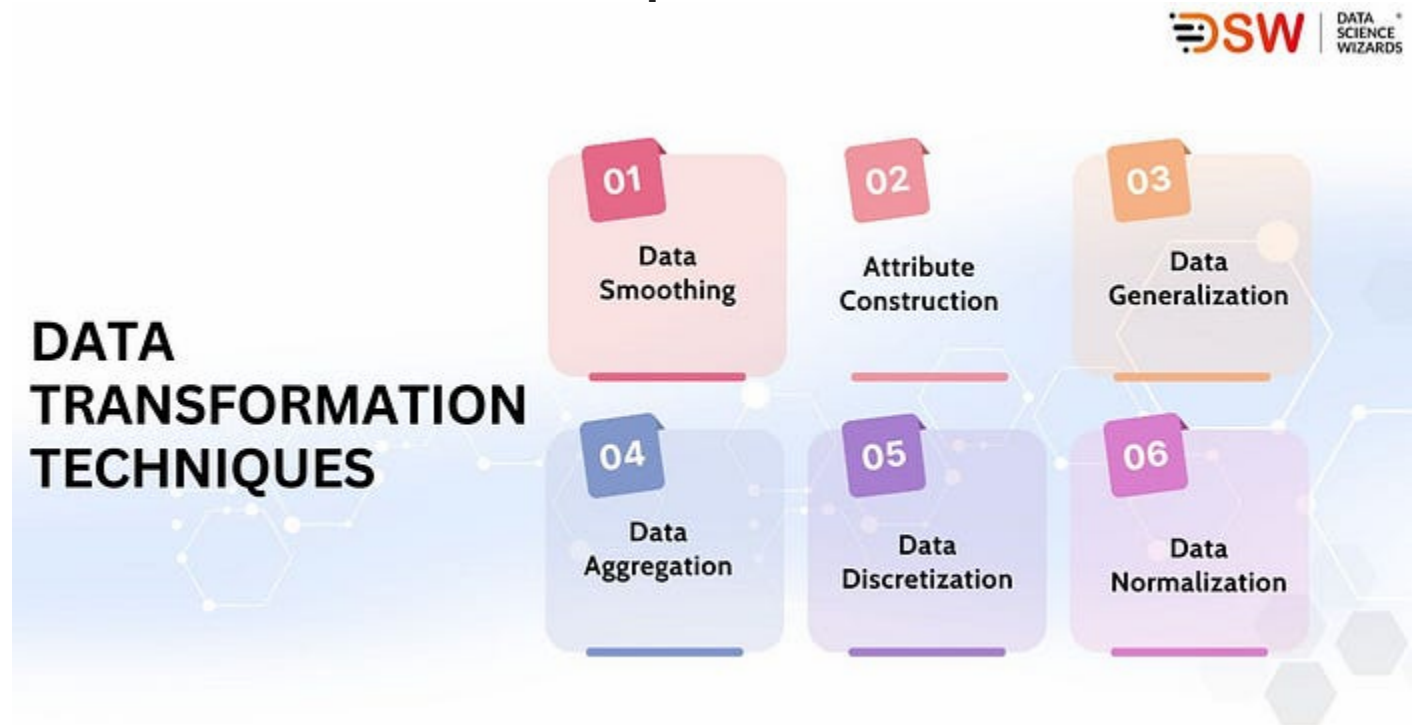 DSW
DATA
SCIENCE
WIZARDS
DATA
TRANSFORMATION
TECHNIQUES
01
Data
Smoothing
02
Attribute
Construction
03
Data
Generalization
04
Data
Aggregation
05
Data
Discretization
06
Data
Normalization